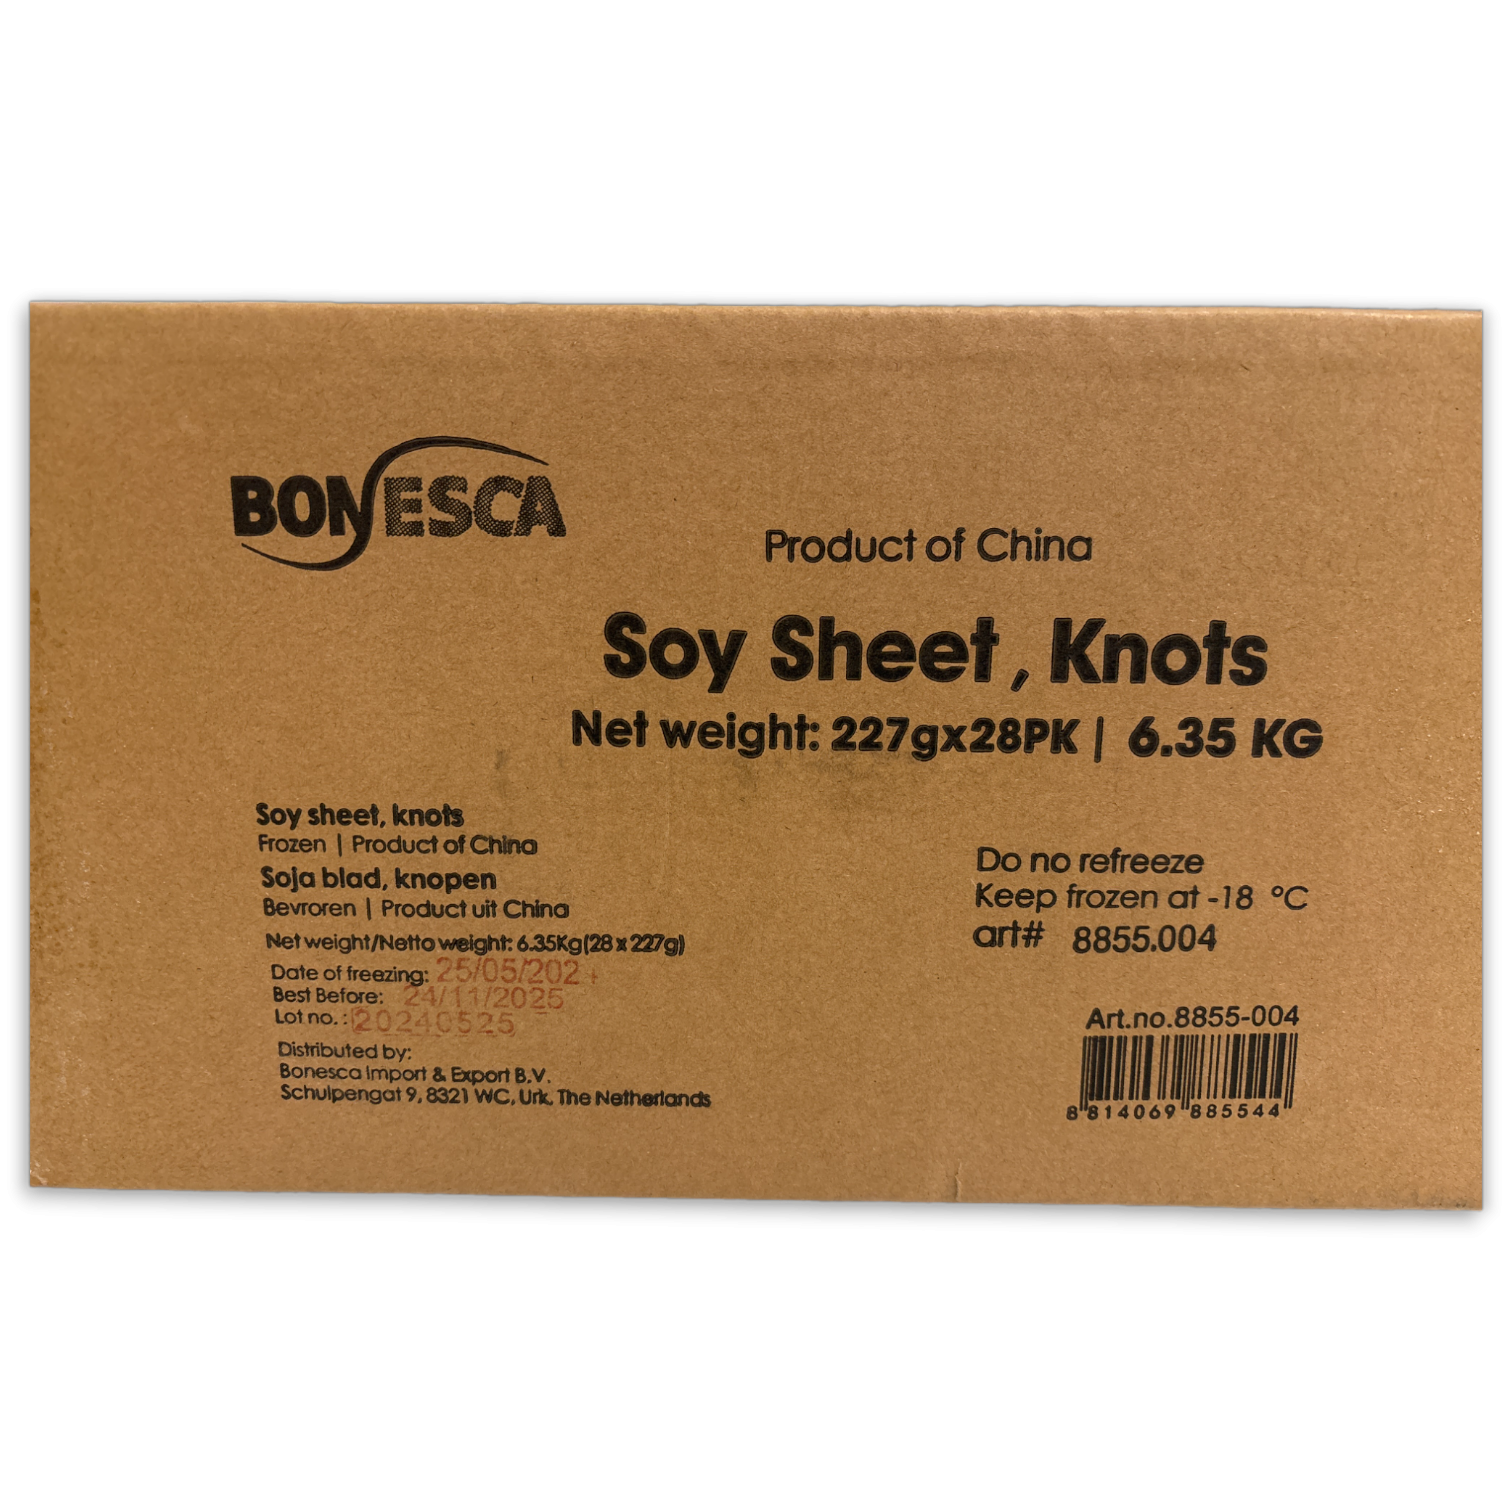 BONESCA
Product of China
Soy Sheet, Knots
Net weight: 227gx28PK | 6.35 KG
Soy sheet, knots
Frozen | Product of China
Soja blad, knopen
Bevroren | Product uit China
Net weight/Netto weight: 6.35Kg(28 x 227g)
Date of freezing: 25/05/202
Best Before: 24/11/2025
Lot no. : 20240525
Distributed by:
Bonesca Import & Export B.V.
Schulpengat 9, 8321 WC, Urk, The Netherlands
Do no refreeze
Keep frozen at -18 °C
art# 8855.004
Art.no.8855-004
8 814069 885544